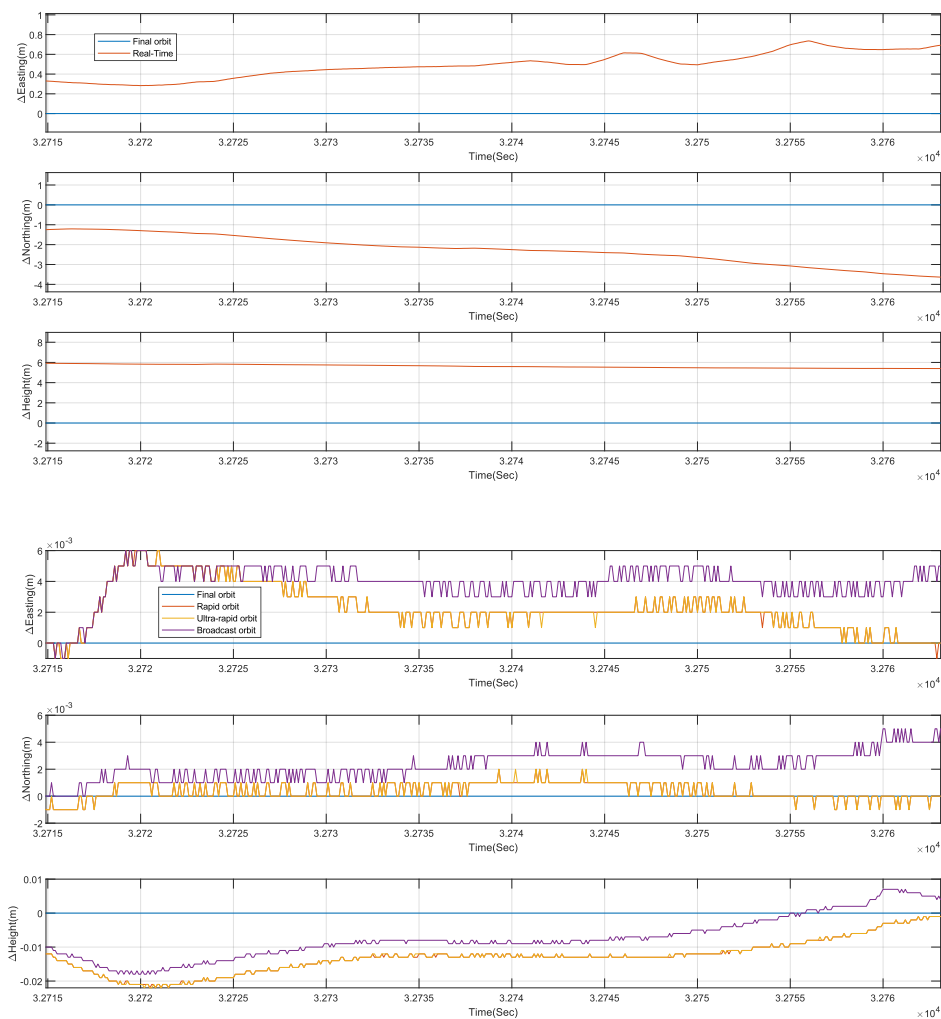 1
0.8
0.6
0.4
0.2
0
ΔEasting(m)
Final orbit
Real-Time
3.2715 3.272 3.2725 3.273 3.2735 3.274 3.2745 3.275 3.2755 3.276
Time(Sec)
×10⁴
1
0
-1
-2
-3
-4
ΔNorthing(m)
3.2715 3.272 3.2725 3.273 3.2735 3.274 3.2745 3.275 3.2755 3.276
Time(Sec)
×10⁴
8
6
4
2
0
-2
ΔHeight(m)
3.2715 3.272 3.2725 3.273 3.2735 3.274 3.2745 3.275 3.2755 3.276
Time(Sec)
×10⁴
×10⁻³
6
4
2
0
ΔEasting(m)
Final orbit
Rapid orbit
Ultra-rapid orbit
Broadcast orbit
3.2715 3.272 3.2725 3.273 3.2735 3.274 3.2745 3.275 3.2755 3.276
Time(Sec)
×10⁴
×10⁻³
6
4
2
0
-2
ΔNorthing(m)
3.2715 3.272 3.2725 3.273 3.2735 3.274 3.2745 3.275 3.2755 3.276
Time(Sec)
×10⁴
0.01
0
-0.01
-0.02
ΔHeight(m)
3.2715 3.272 3.2725 3.273 3.2735 3.274 3.2745 3.275 3.2755 3.276
Time(Sec)
×10⁴